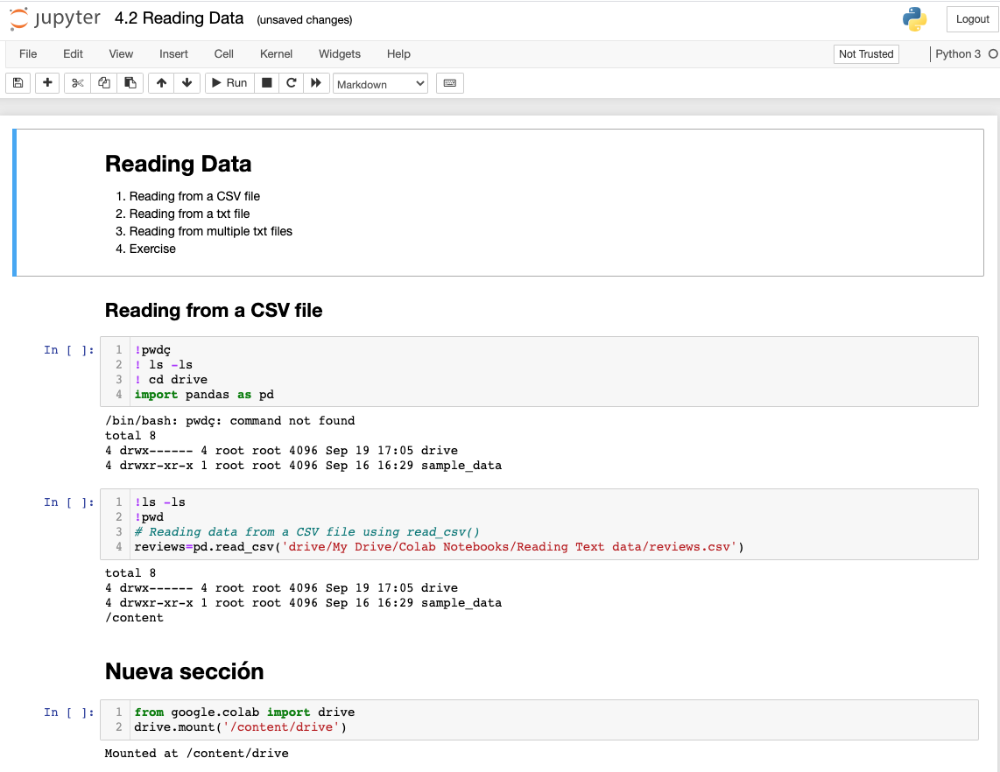 jupyter 4.2 Reading Data (unsaved changes) Logout
File Edit View Insert Cell Kernel Widgets Help Not Trusted Python 3
Run Markdown
Reading Data
1. Reading from a CSV file
2. Reading from a txt file
3. Reading from multiple txt files
4. Exercise
Reading from a CSV file
In [ ]: 1 !pwdç
2 ! ls -ls
3 ! cd drive
4 import pandas as pd
/bin/bash: pwdç: command not found
total 8
4 drwx------ 4 root root 4096 Sep 19 17:05 drive
4 drwxr-xr-x 1 root root 4096 Sep 16 16:29 sample_data
In [ ]: 1 !ls -ls
2 !pwd
3 # Reading data from a CSV file using read_csv()
4 reviews=pd.read_csv('drive/My Drive/Colab Notebooks/Reading Text data/reviews.csv')
total 8
4 drwx------ 4 root root 4096 Sep 19 17:05 drive
4 drwxr-xr-x 1 root root 4096 Sep 16 16:29 sample_data
/content
Nueva sección
In [ ]: 1 from google.colab import drive
2 drive.mount('/content/drive')
Mounted at /content/drive